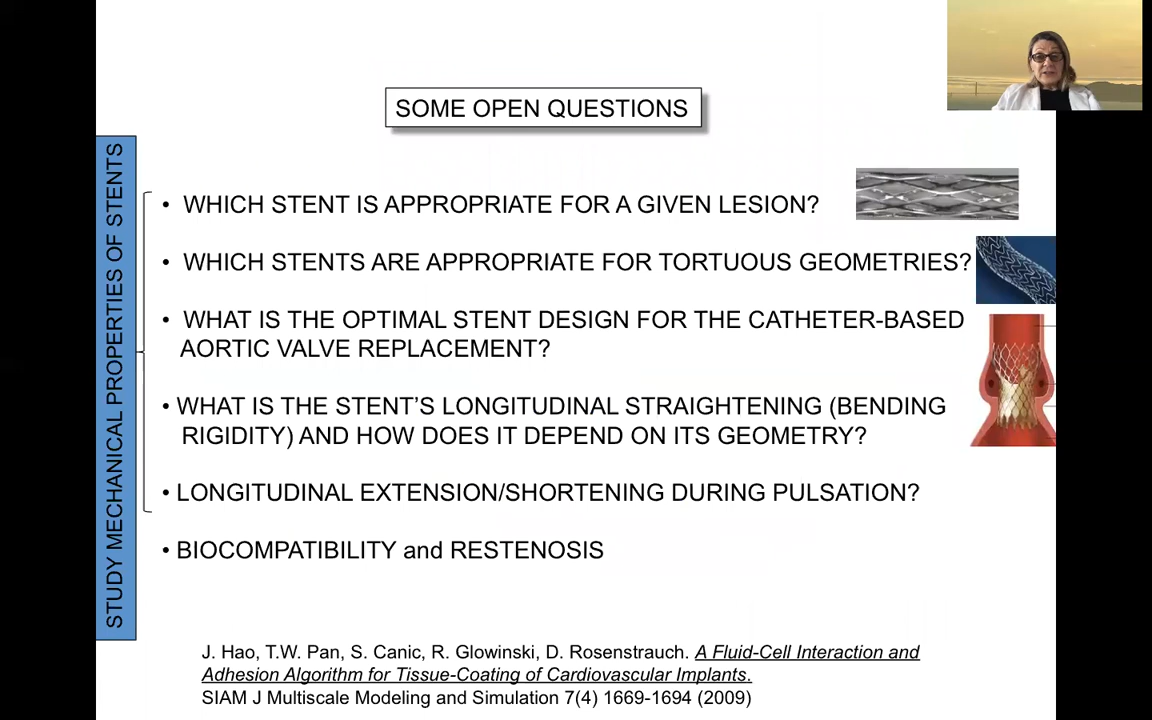 SOME OPEN QUESTIONS
STUDY MECHANICAL PROPERTIES OF STENTS
• WHICH STENT IS APPROPRIATE FOR A GIVEN LESION?
• WHICH STENTS ARE APPROPRIATE FOR TORTUOUS GEOMETRIES?
• WHAT IS THE OPTIMAL STENT DESIGN FOR THE CATHETER-BASED
AORTIC VALVE REPLACEMENT?
• WHAT IS THE STENT’S LONGITUDINAL STRAIGHTENING (BENDING
RIGIDITY) AND HOW DOES IT DEPEND ON ITS GEOMETRY?
• LONGITUDINAL EXTENSION/SHORTENING DURING PULSATION?
• BIOCOMPATIBILITY and RESTENOSIS
J. Hao, T.W. Pan, S. Canic, R. Glowinski, D. Rosenstrauch. A Fluid-Cell Interaction and
Adhesion Algorithm for Tissue-Coating of Cardiovascular Implants.
SIAM J Multiscale Modeling and Simulation 7(4) 1669-1694 (2009)